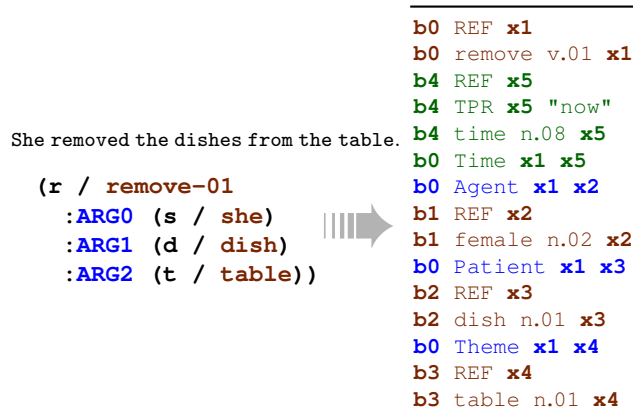 She removed the dishes from the table.
(r / remove-01
:ARG0 (s / she)
:ARG1 (d / dish)
:ARG2 (t / table))
b0 REF x1
b0 remove v.01 x1
b4 REF x5
b4 TPR x5 "now"
b4 time n.08 x5
b0 Time x1 x5
b0 Agent x1 x2
b1 REF x2
b1 female n.02 x2
b0 Patient x1 x3
b2 REF x3
b2 dish n.01 x3
b0 Theme x1 x4
b3 REF x4
b3 table n.01 x4